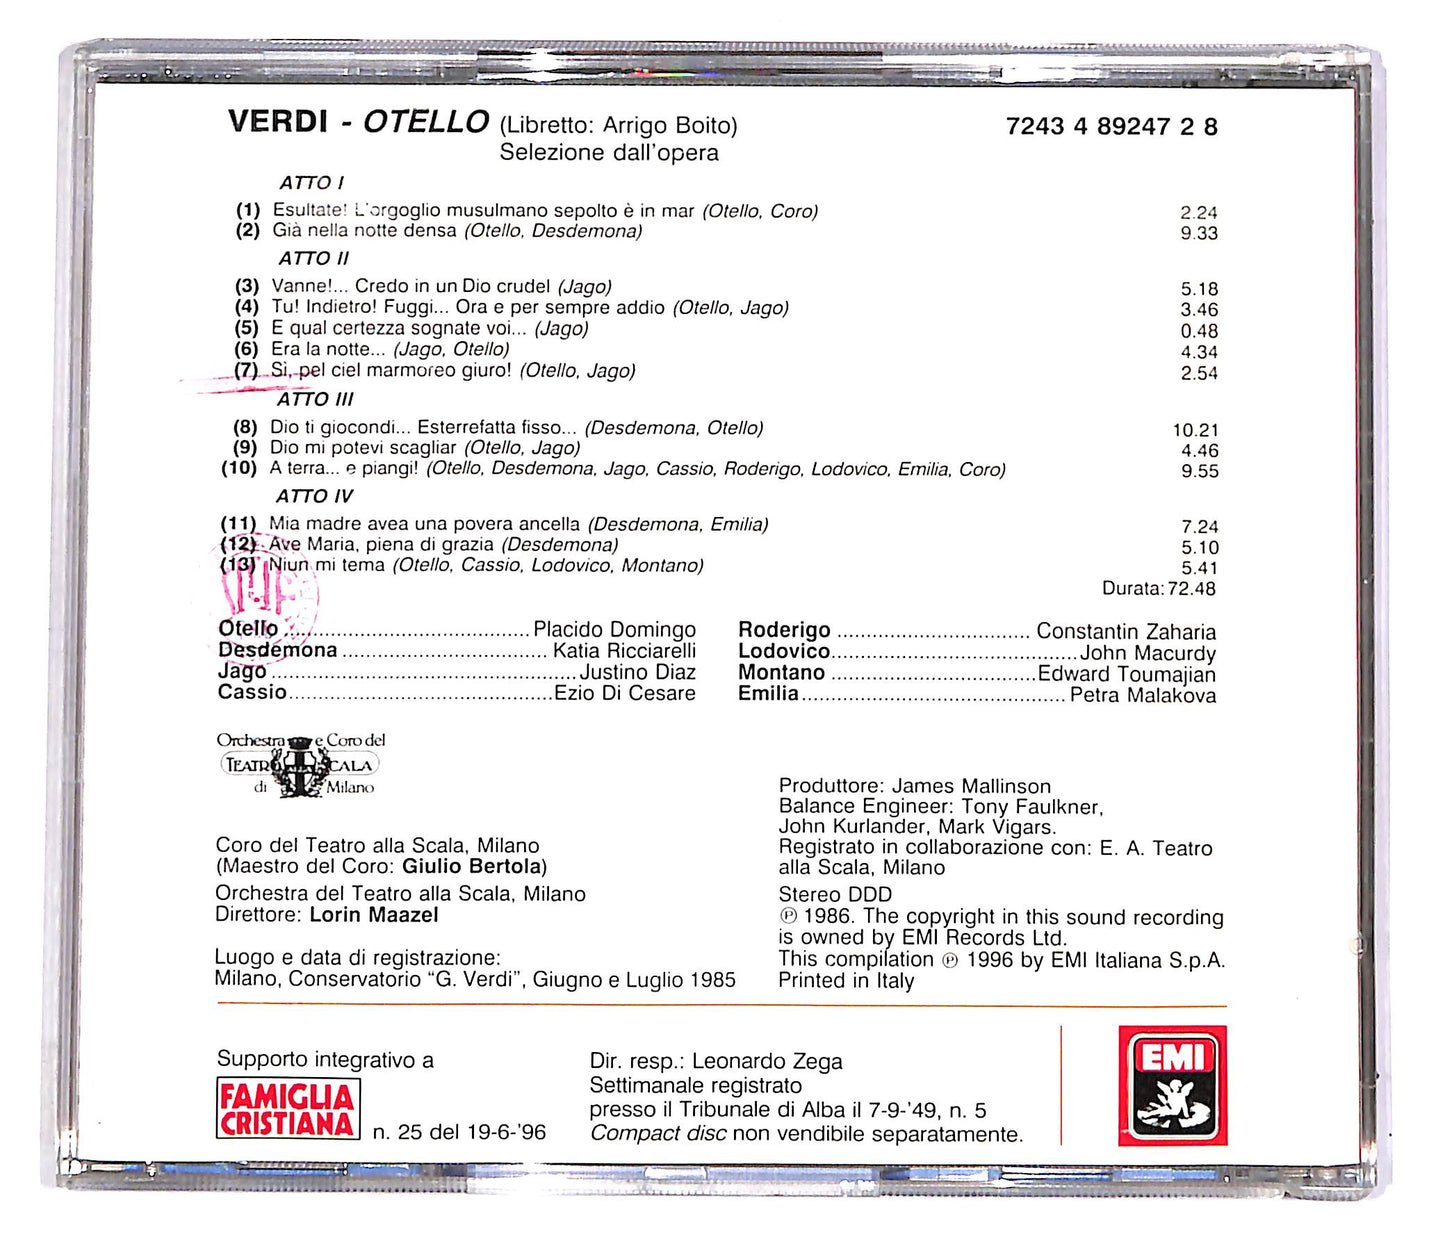 VERDI - OTELLO (Libretto: Arrigo Boito) 7243 4 89247 2 8
Selezione dall'opera
ATTO I
(1) Esultate! L'orgoglio musulmano sepolto è in mar (Otello, Coro) 2.24
(2) Già nella notte densa (Otello, Desdemona) 9.33
ATTO II
(3) Vanne!... Credo in un Dio crudel (Jago) 5.18
(4) Tu! Indietro! Fuggi... Ora e per sempre addio (Otello, Jago) 3.46
(5) E qual certezza sognate voi... (Jago) 0.48
(6) Era la notte... (Jago, Otello) 4.34
(7) Sì, pel ciel marmoreo giuro! (Otello, Jago) 2.54
ATTO III
(8) Dio ti giocondi... Esterrefatta fisso... (Desdemona, Otello) 10.21
(9) Dio mi potevi scagliar (Otello, Jago) 4.46
(10) A terra... e piangi! (Otello, Desdemona, Jago, Cassio, Roderigo, Lodovico, Emilia, Coro) 9.55
ATTO IV
(11) Mia madre avea una povera ancella (Desdemona, Emilia) 7.24
(12) Ave Maria, piena di grazia (Desdemona) 5.10
(13) Niun mi tema (Otello, Cassio, Lodovico, Montano) 5.41
Durata: 72.48
Otello ........................................ Placido Domingo
Desdemona .................................. Katia Ricciarelli
Jago ................................................ Justino Diaz
Cassio.......................................... Ezio Di Cesare
Roderigo ............................... Constantin Zaharia
Lodovico....................................... John Macurdy
Montano .................................Edward Toumajian
Emilia.......................................... Petra Malakova
Orchestra e Coro del
TEATRO ALLA SCALA
di Milano
Coro del Teatro alla Scala, Milano
(Maestro del Coro: Giulio Bertola)
Orchestra del Teatro alla Scala, Milano
Direttore: Lorin Maazel
Luogo e data di registrazione:
Milano, Conservatorio “G. Verdi”, Giugno e Luglio 1985
Produttore: James Mallinson
Balance Engineer: Tony Faulkner,
John Kurlander, Mark Vigars.
Registrato in collaborazione con: E. A. Teatro
alla Scala, Milano
Stereo DDD
℗ 1986. The copyright in this sound recording
is owned by EMI Records Ltd.
This compilation ℗ 1996 by EMI Italiana S.p.A.
Printed in Italy
Supporto integrativo a
FAMIGLIA
CRISTIANA
n. 25 del 19-6-'96
Dir. resp.: Leonardo Zega
Settimanale registrato
presso il Tribunale di Alba il 7-9-'49, n. 5
Compact disc non vendibile separatamente.
EMI